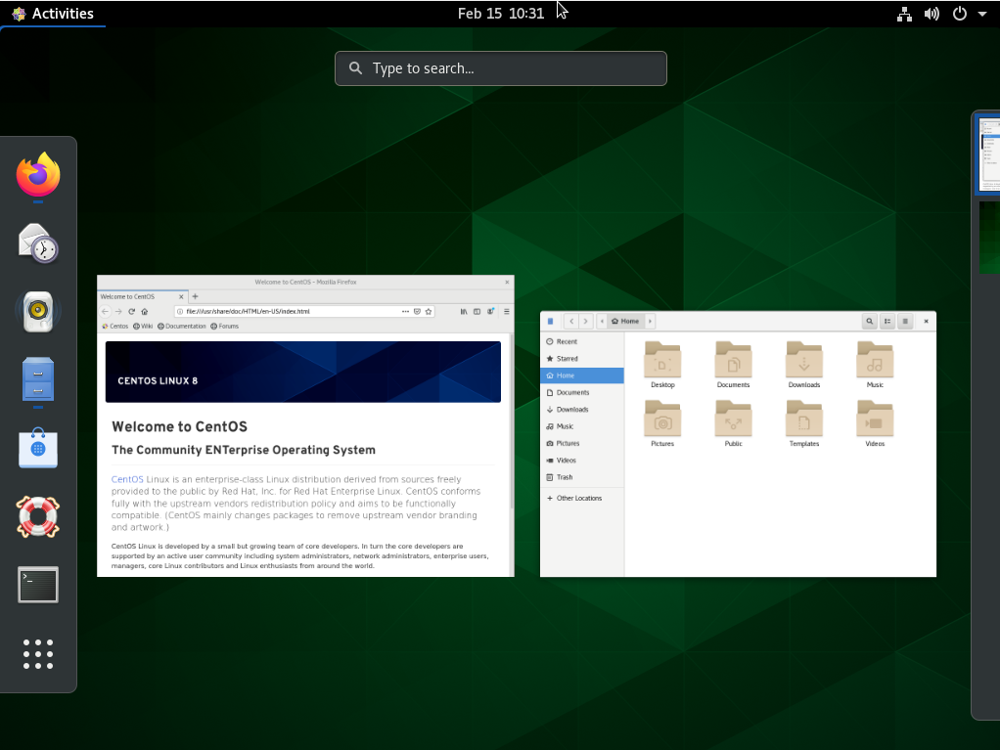 Activities
Feb 15 10:31
Type to search...
Welcome to CentOS - Mozilla Firefox
Welcome to CentOS
file:///usr/share/doc/HTML/en-US/index.html
Centos Wiki Documentation Forums
CENTOS LINUX 8
Welcome to CentOS
The Community ENTerprise Operating System
CentOS Linux is an enterprise-class Linux distribution derived from sources freely
provided to the public by Red Hat, Inc. for Red Hat Enterprise Linux. CentOS conforms
fully with the upstream vendors redistribution policy and aims to be functionally
compatible. (CentOS mainly changes packages to remove upstream vendor branding
and artwork.)
CentOS Linux is developed by a small but growing team of core developers. In turn the core developers are
supported by an active user community including system administrators, network administrators, enterprise users,
managers, core Linux contributors and Linux enthusiasts from around the world.
Home
Recent
Starred
Home
Documents
Downloads
Music
Pictures
Videos
Trash
Other Locations
Desktop Documents Downloads Music
Pictures Public Templates Videos